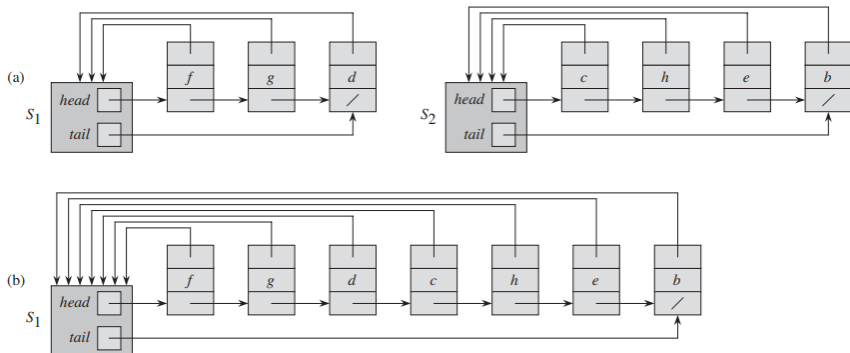 (a) f g d c h e b
head head
S1 S2
tail tail
(b) f g d c h e b
head
S1
tail